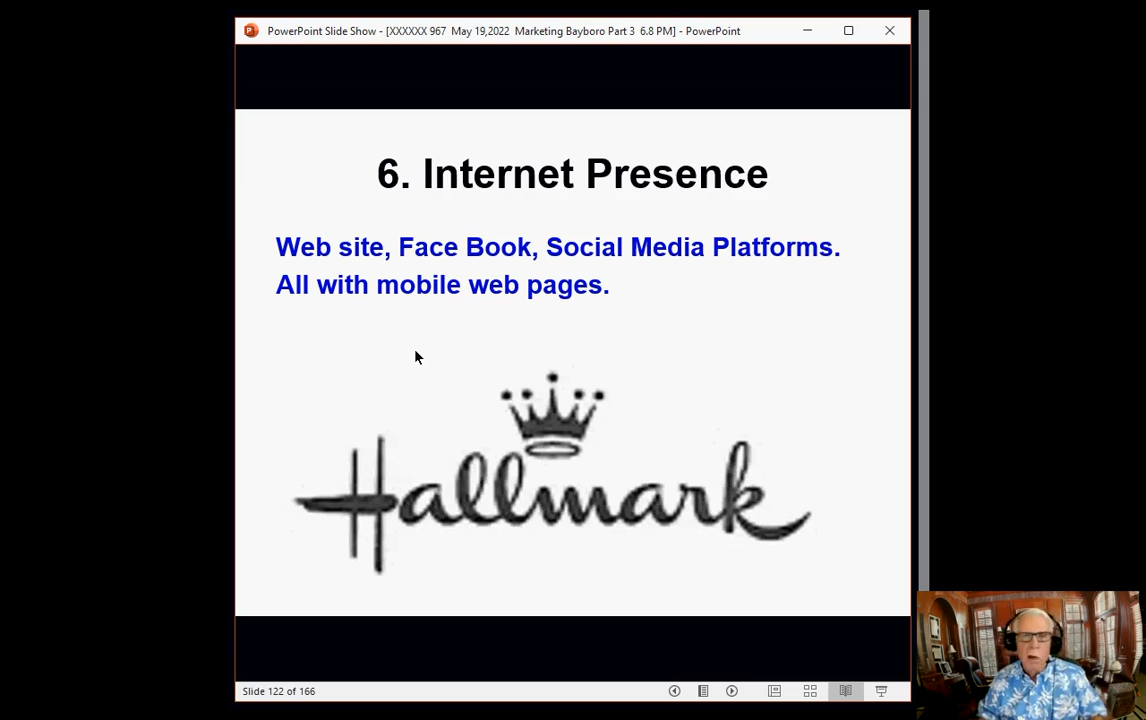 PowerPoint Slide Show - [XXXXXX 967 May 19,2022 Marketing Bayboro Part 3 6.8 PM] - PowerPoint
6. Internet Presence
Web site, Face Book, Social Media Platforms.
All with mobile web pages.
Hallmark
Slide 122 of 166